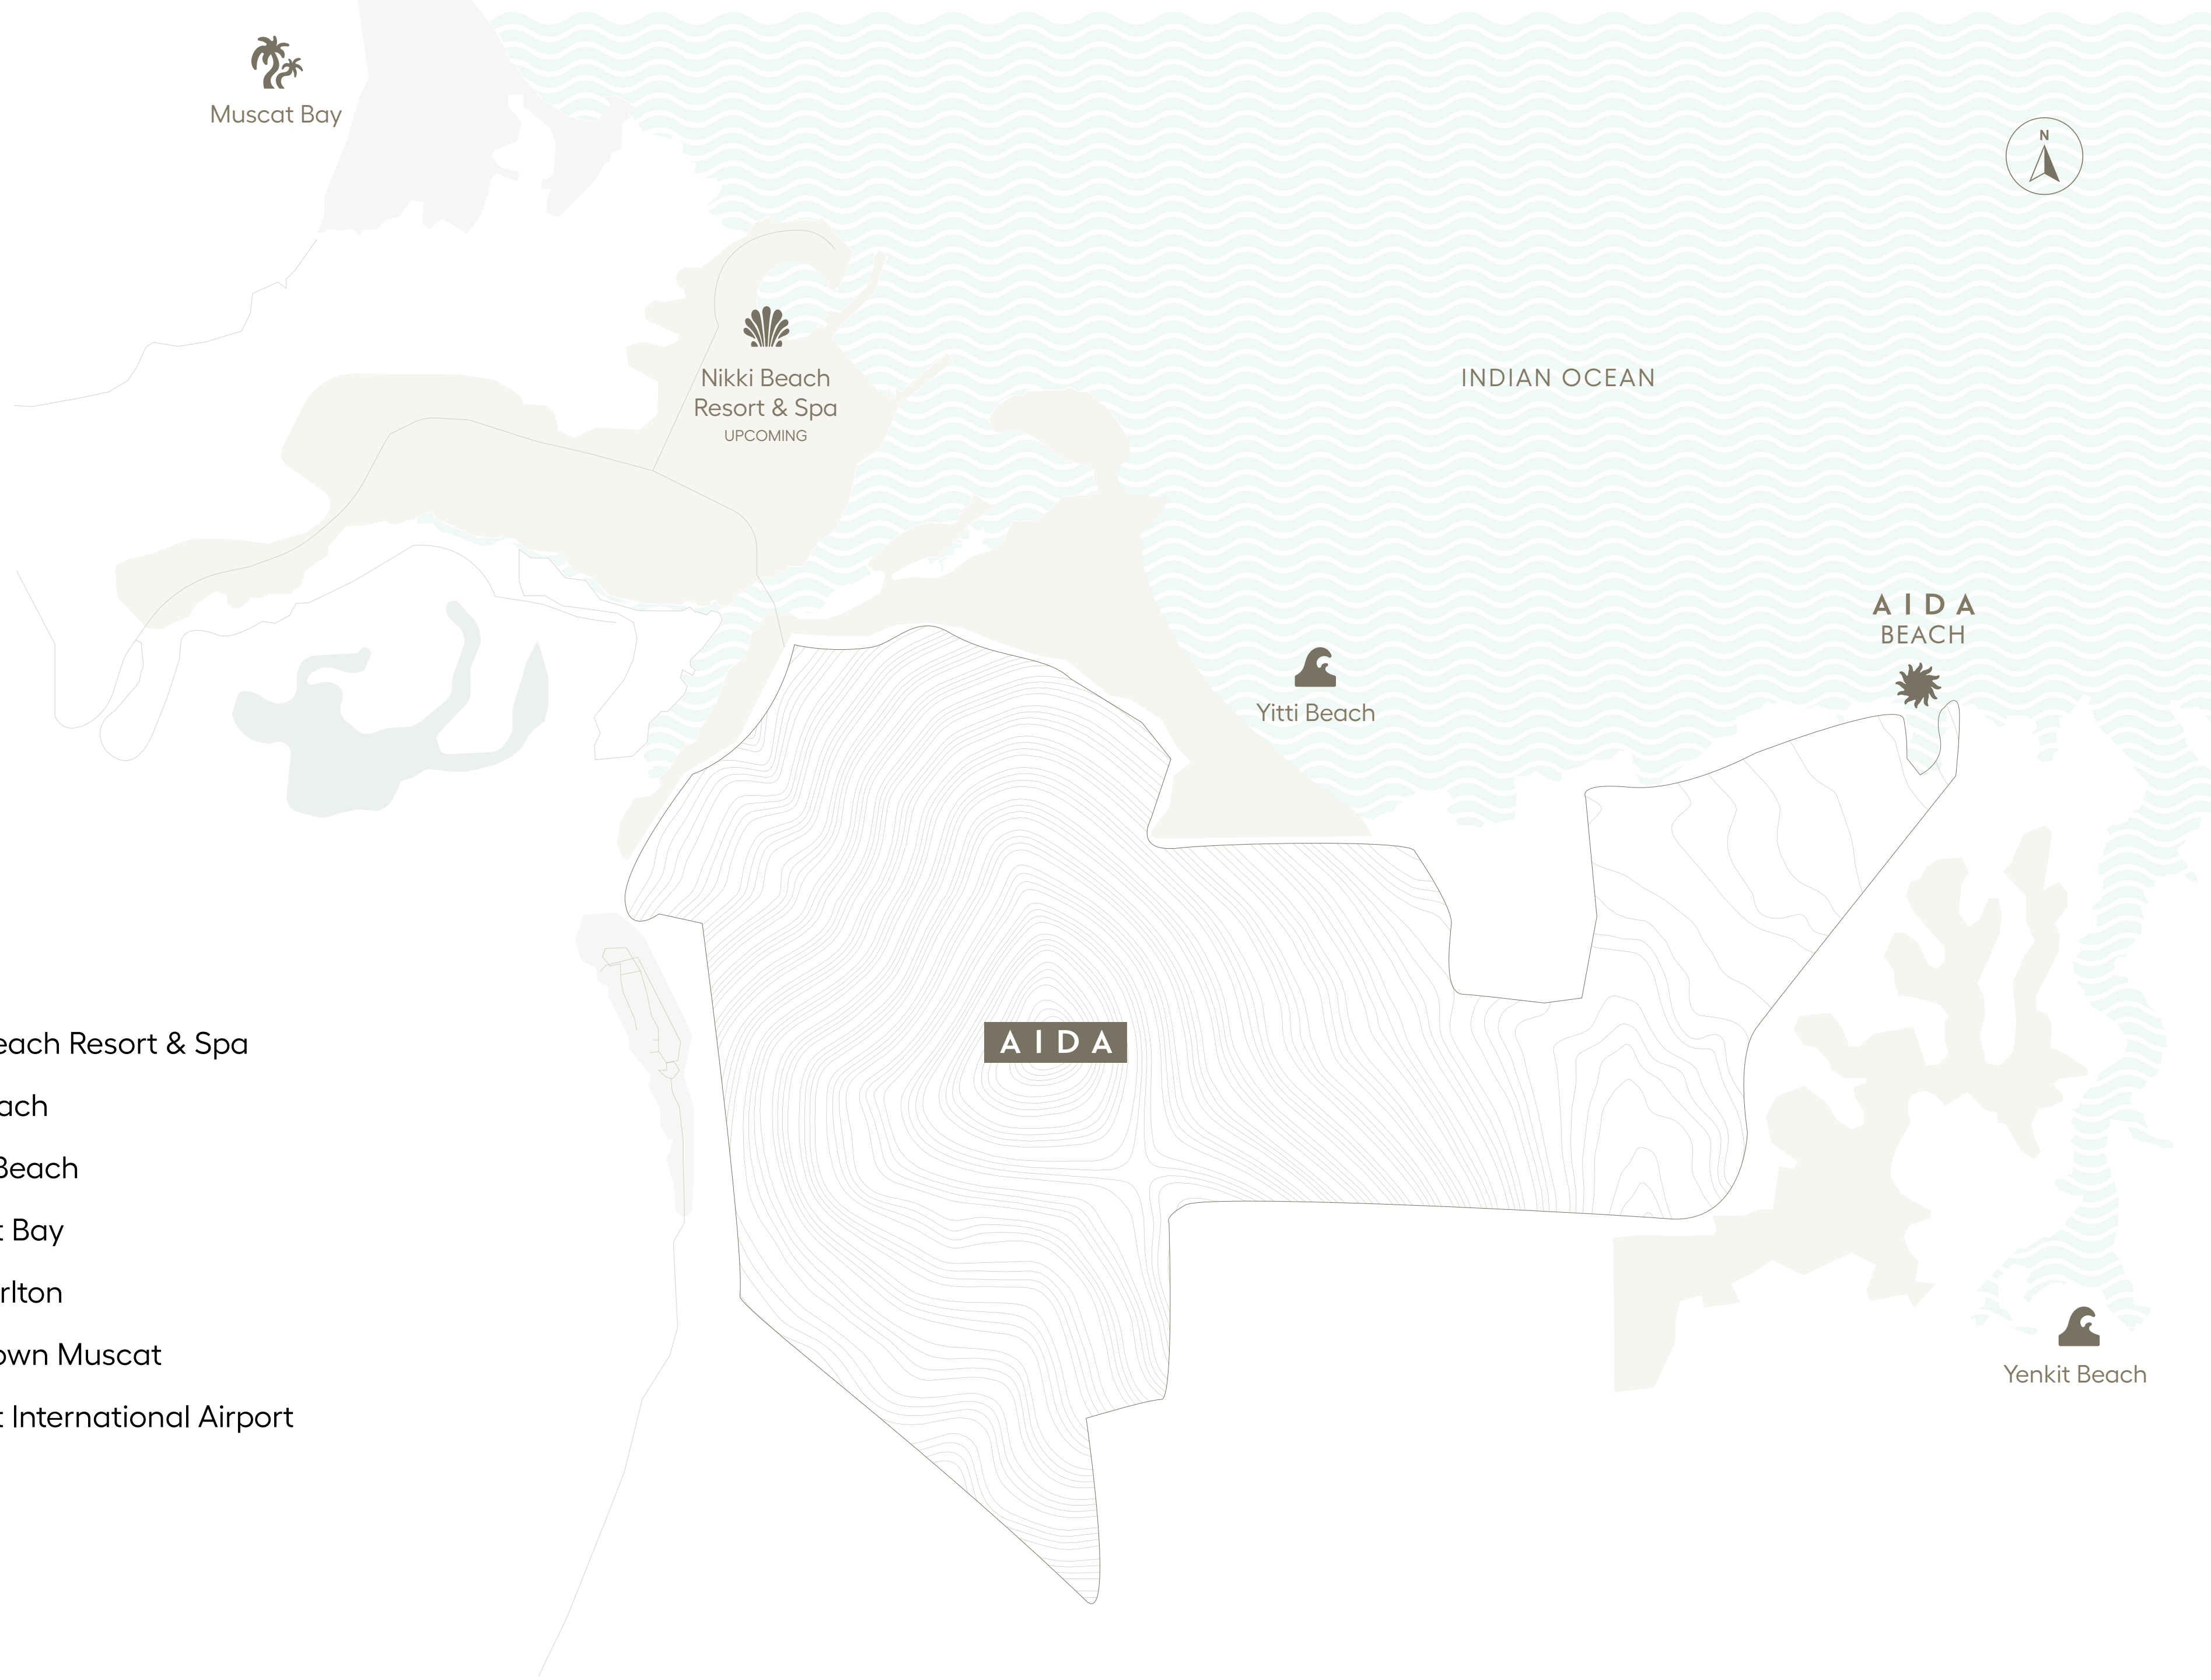 Muscat Bay
N
Nikki Beach
Resort & Spa
UPCOMING
INDIAN OCEAN
AIDA
BEACH
Yitti Beach
AIDA
Yenkit Beach
each Resort & Spa
ach
Beach
t Bay
rlton
own Muscat
t International Airport